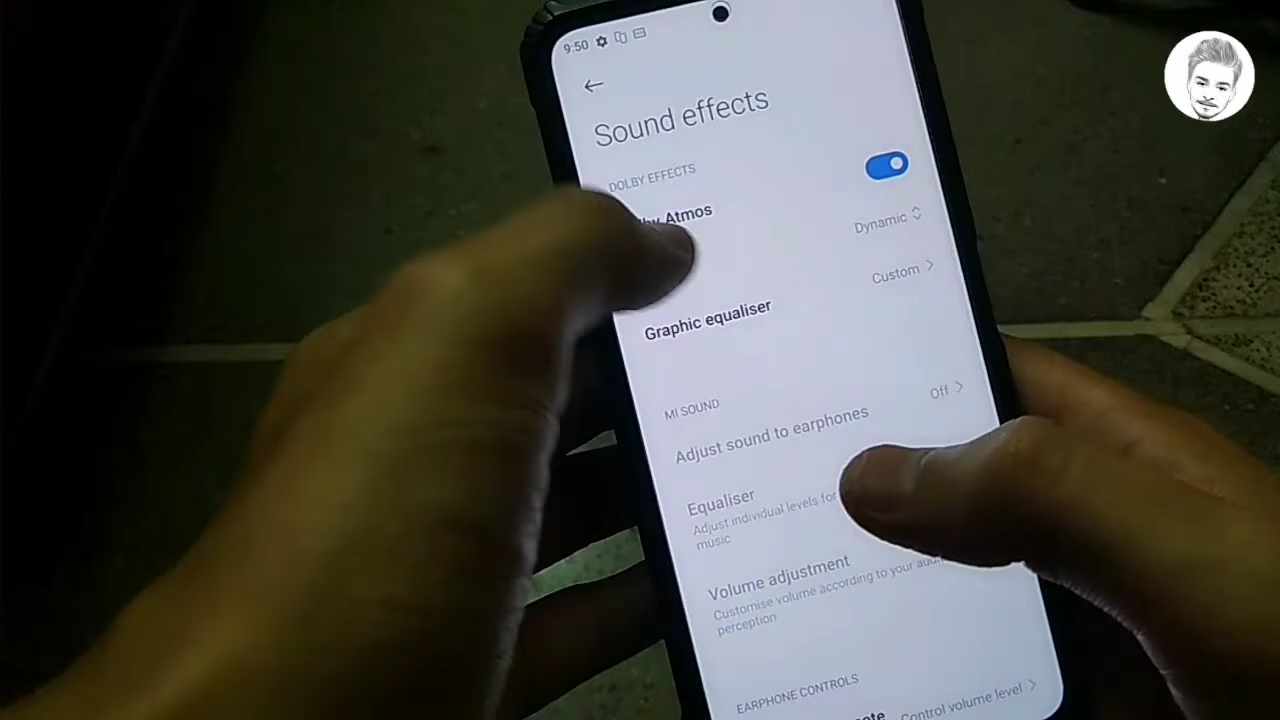 9:50
Sound effects
DOLBY EFFECTS
Atmos
Dynamic
Graphic equaliser
Custom
MI SOUND
Adjust sound to earphones
Off
Equaliser
Adjust individual levels for
music
Volume adjustment
Customise volume according to your
perception
EARPHONE CONTROLS
Control volume level